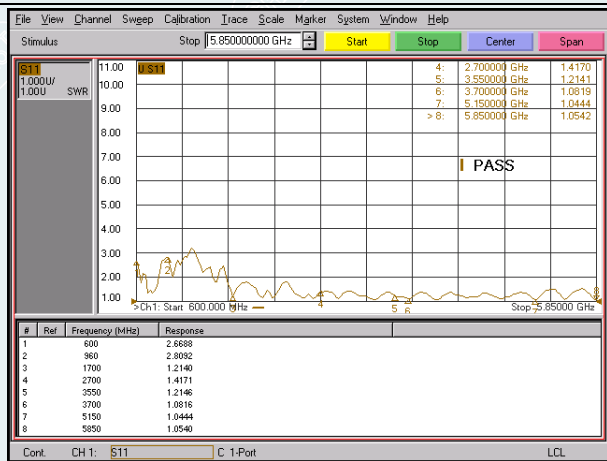 File View Channel Sweep Calibration Trace Scale Marker System Window Help
Stimulus Stop 5.850000000 GHz Start Stop Center Span
S11
1.000U/
1.00U SWR
11.00
10.00
9.00
8.00
7.00
6.00
5.00
4.00
3.00
2.00
1.00
U S11
4: 2.700000 GHz 1.4170
5: 3.550000 GHz 1.2141
6: 3.700000 GHz 1.0819
7: 5.150000 GHz 1.0444
> 8: 5.850000 GHz 1.0542
PASS
2
3
4
5
6
7
>Ch1: Start 600.000 MHz
Stop 5.85000 GHz
# Ref Frequency (MHz) Response
1 600 2.6688
2 960 2.8092
3 1700 1.2140
4 2700 1.4171
5 3550 1.2146
6 3700 1.0816
7 5150 1.0444
8 5850 1.0540
Cont. CH 1: S11 C 1-Port LCL